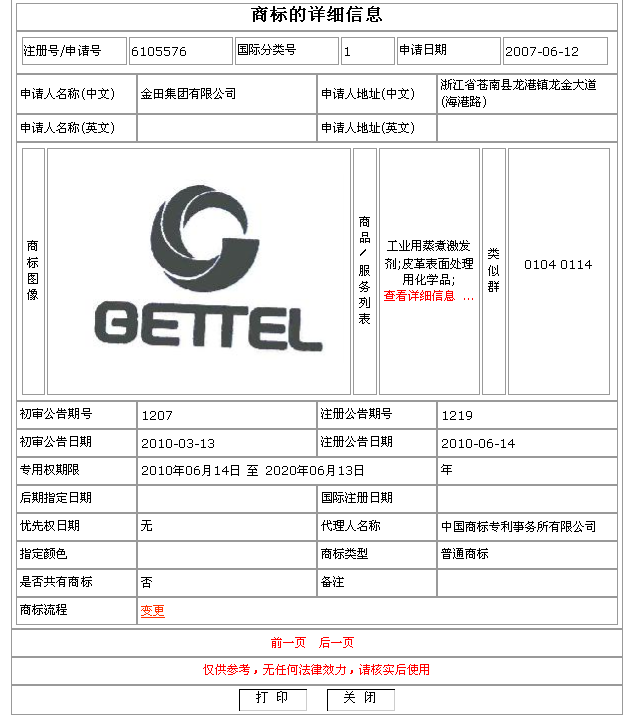 商标的详细信息
注册号/申请号 6105576 国际分类号 1 申请日期 2007-06-12
申请人名称(中文) 金田集团有限公司 申请人地址(中文) 浙江省苍南县龙港镇龙金大道
(海港路)
申请人名称(英文) 申请人地址(英文)
商标图像
GETTEL
商品/服务列表
工业用蒸煮激发
剂;皮革表面处理
用化学品;
查看详细信息 ...
类似群
0104 0114
初审公告期号 1207 注册公告期号 1219
初审公告日期 2010-03-13 注册公告日期 2010-06-14
专用权期限 2010年06月14日 至 2020年06月13日 年
后期指定日期 国际注册日期
优先权日期 无 代理人名称 中国商标专利事务所有限公司
指定颜色 商标类型 普通商标
是否共有商标 否 备注
商标流程 变更
前一页 后一页
仅供参考，无任何法律效力，请核实后使用
打 印 关 闭